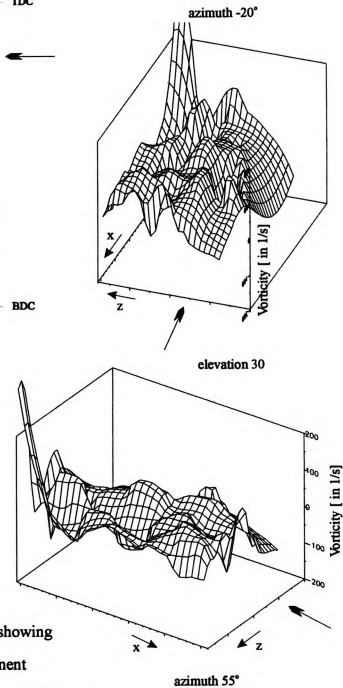 TDC
azimuth -20°
x
z
Vorticity [ in 1/s]
BDC
elevation 30
200
100
0
-100
200
Vorticity [ in 1/s]
x
z
showing
nent
azimuth 55°